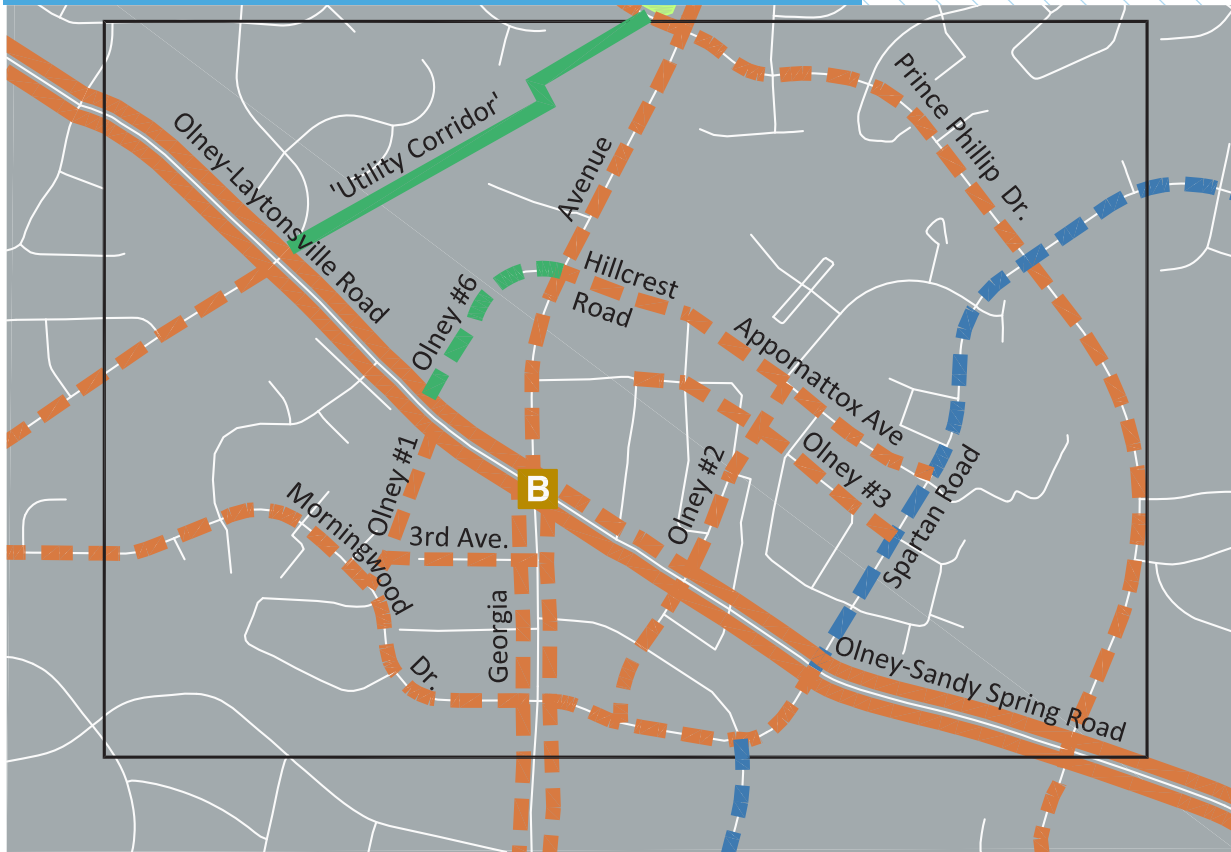 Prince Phillip Dr.
'Utility Corridor'
Olney-Laytonsville Road
Avenue
Hillcrest
Road
Olney #6
Appomattox Ave
Olney #1
Olney #2
Olney #3
Spartan Road
B
Morningwood
3rd Ave.
Georgia
Dr.
Olney-Sandy Spring Road